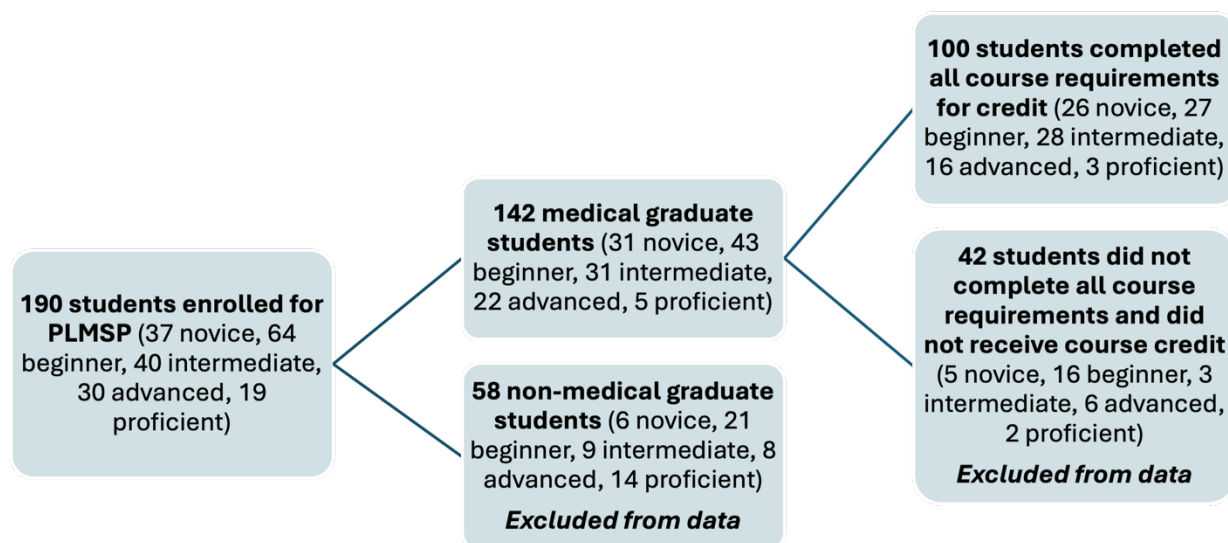 190 students enrolled for
PLMSP (37 novice, 64
beginner, 40 intermediate,
30 advanced, 19
proficient)
142 medical graduate
students (31 novice, 43
beginner, 31 intermediate,
22 advanced, 5 proficient)
58 non-medical graduate
students (6 novice, 21
beginner, 9 intermediate, 8
advanced, 14 proficient)
Excluded from data
100 students completed
all course requirements
for credit (26 novice, 27
beginner, 28 intermediate,
16 advanced, 3 proficient)
42 students did not
complete all course
requirements and did
not receive course credit
(5 novice, 16 beginner, 3
intermediate, 6 advanced,
2 proficient)
Excluded from data